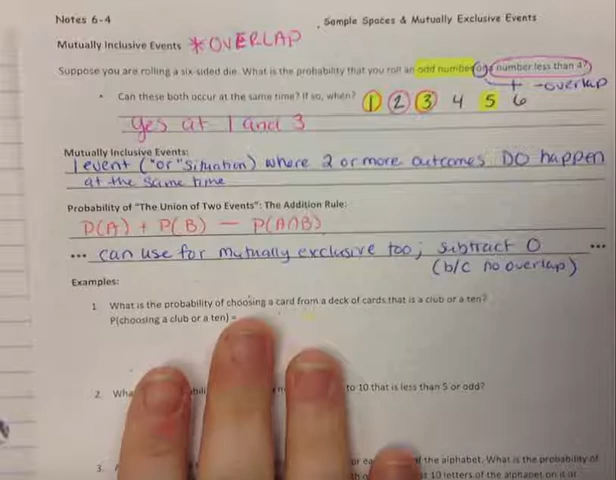 Notes 6-4
Sample Spaces & Mutually Exclusive Events
Mutually Inclusive Events *OVERLAP
Suppose you are rolling a six-sided die. What is the probability that you roll an odd number or a number less than 4?
+ -overlap
• Can these both occur at the same time? If so, when? 1 2 3 4 5 6
Yes at 1 and 3
Mutually Inclusive Events:
1 event ("or" situation) where 2 or more outcomes DO happen
at the same time
Probability of "The Union of Two Events": The Addition Rule:
P(A) + P(B) — P(A∩B)
... can use for mutually exclusive too; subtract 0 ...
(b/c no overlap)
Examples:
1. What is the probability of choosing a card from a deck of cards that is a club or a ten?
P(choosing a club or a ten) =
2. to 10 that is less than 5 or odd?
3. of the alphabet. What is the probability of
10 letters of the alphabet on it or